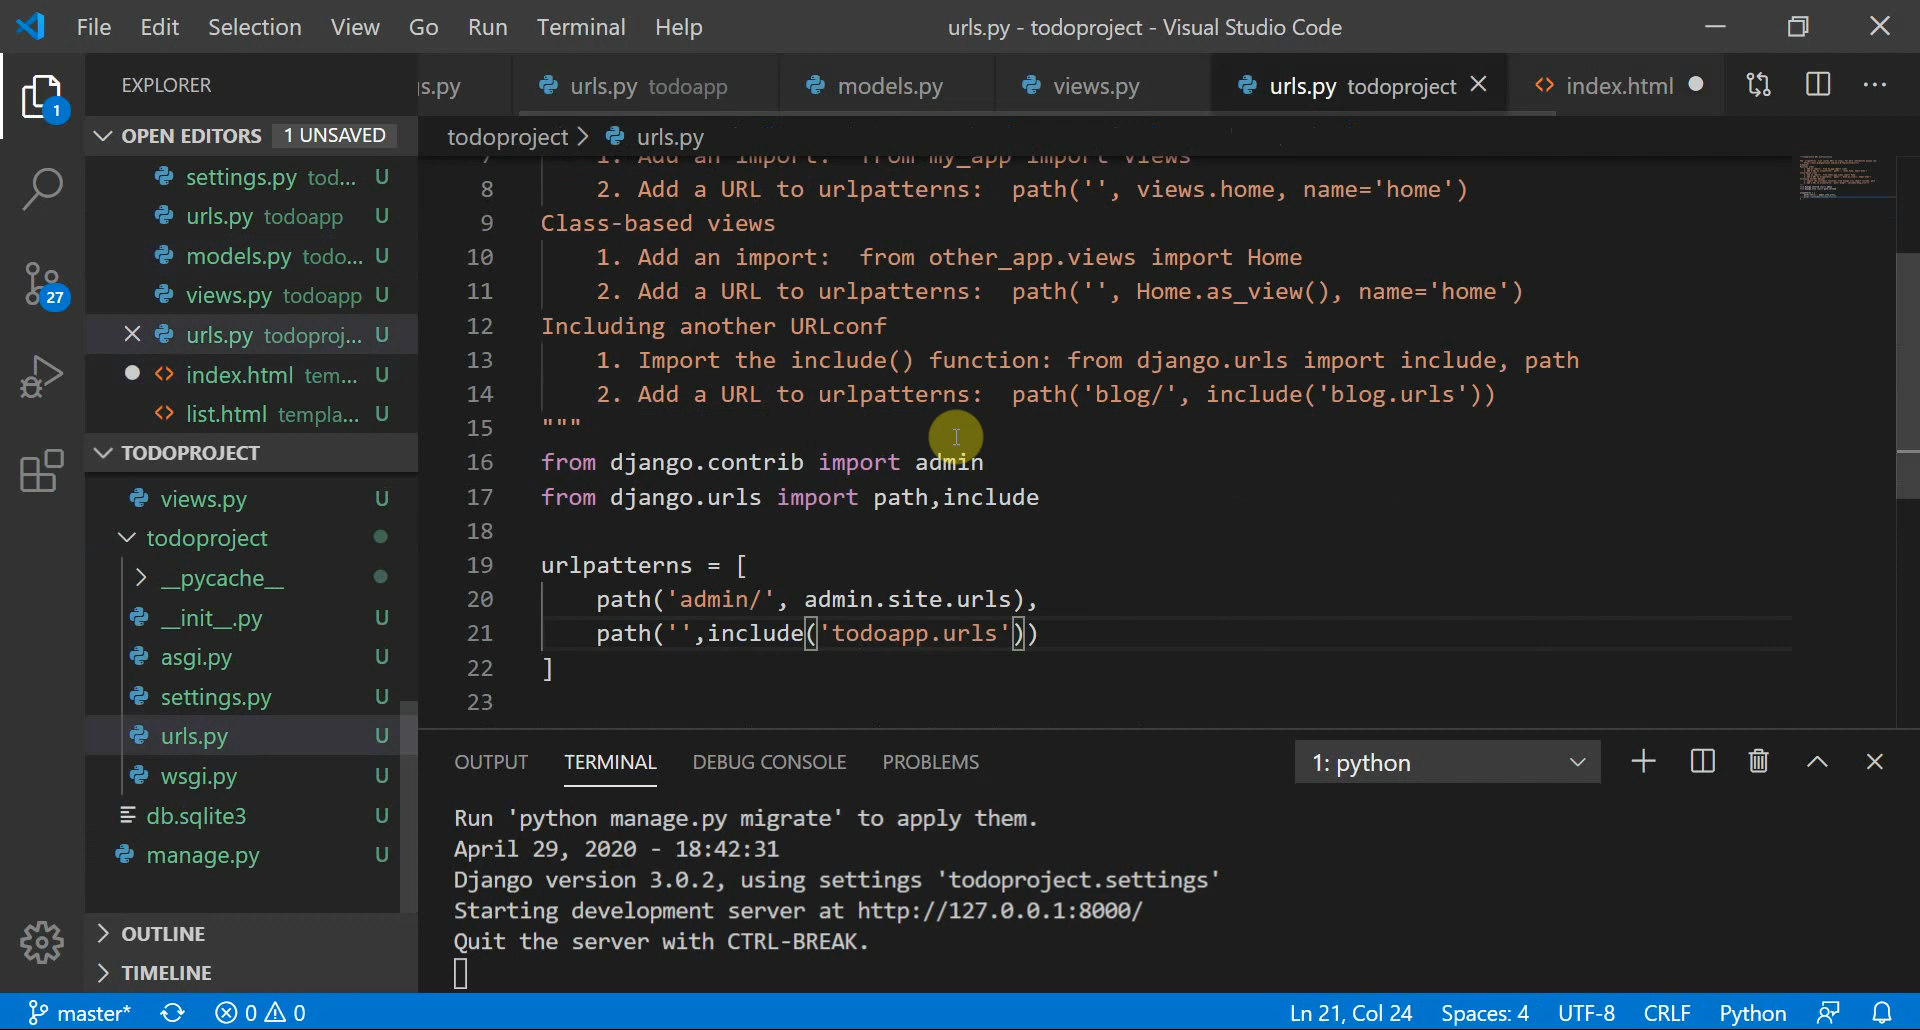 File Edit Selection View Go Run Terminal Help
urls.py - todoproject - Visual Studio Code
EXPLORER
s.py
urls.py todoapp
models.py
views.py
urls.py todoproject
index.html
OPEN EDITORS 1 UNSAVED
todoproject > urls.py
settings.py tod... U
urls.py todoapp U
models.py todo... U
views.py todoapp U
urls.py todoproj... U
index.html tem... U
list.html templa... U
TODOPROJECT
views.py U
todoproject
__pycache__
__init__.py U
asgi.py U
settings.py U
urls.py U
wsgi.py U
db.sqlite3 U
manage.py U
OUTLINE
TIMELINE
1
27
7 1. Add an import: from my_app import views
8 2. Add a URL to urlpatterns: path('', views.home, name='home')
9 Class-based views
10 1. Add an import: from other_app.views import Home
11 2. Add a URL to urlpatterns: path('', Home.as_view(), name='home')
12 Including another URLconf
13 1. Import the include() function: from django.urls import include, path
14 2. Add a URL to urlpatterns: path('blog/', include('blog.urls'))
15 """
16 from django.contrib import admin
17 from django.urls import path,include
18
19 urlpatterns = [
20 path('admin/', admin.site.urls),
21 path('',include('todoapp.urls'))
22 ]
23
OUTPUT TERMINAL DEBUG CONSOLE PROBLEMS
1: python
Run 'python manage.py migrate' to apply them.
April 29, 2020 - 18:42:31
Django version 3.0.2, using settings 'todoproject.settings'
Starting development server at http://127.0.0.1:8000/
Quit the server with CTRL-BREAK.
master* 0 0
Ln 21, Col 24 Spaces: 4 UTF-8 CRLF Python